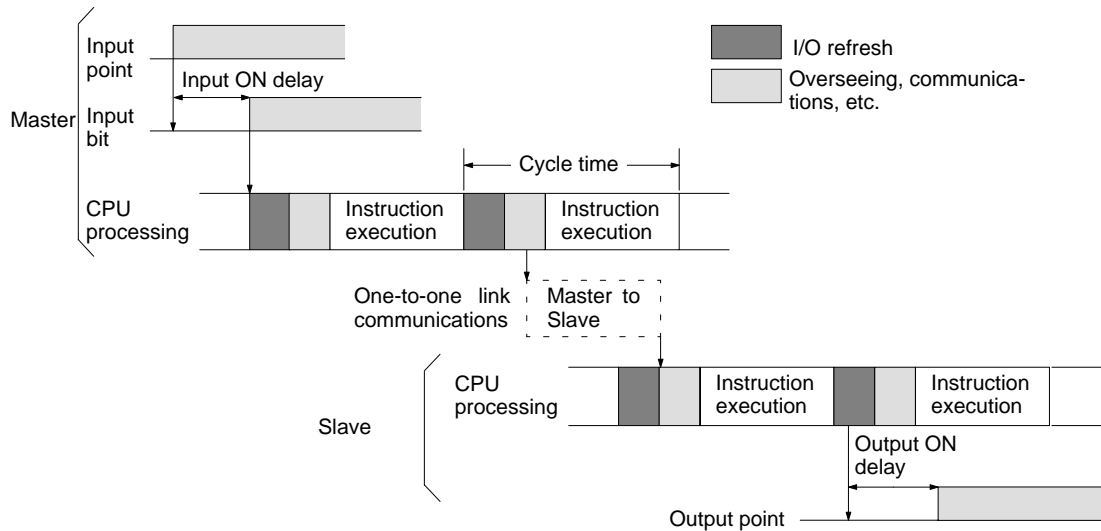 Input
point
I/O refresh
Overseeing, communica-
tions, etc.
Input ON delay
Master
Input
bit
Cycle time
CPU
processing
Instruction
execution
Instruction
execution
One-to-one link
communications
Master to
Slave
Slave
CPU
processing
Instruction
execution
Instruction
execution
Output ON
delay
Output point